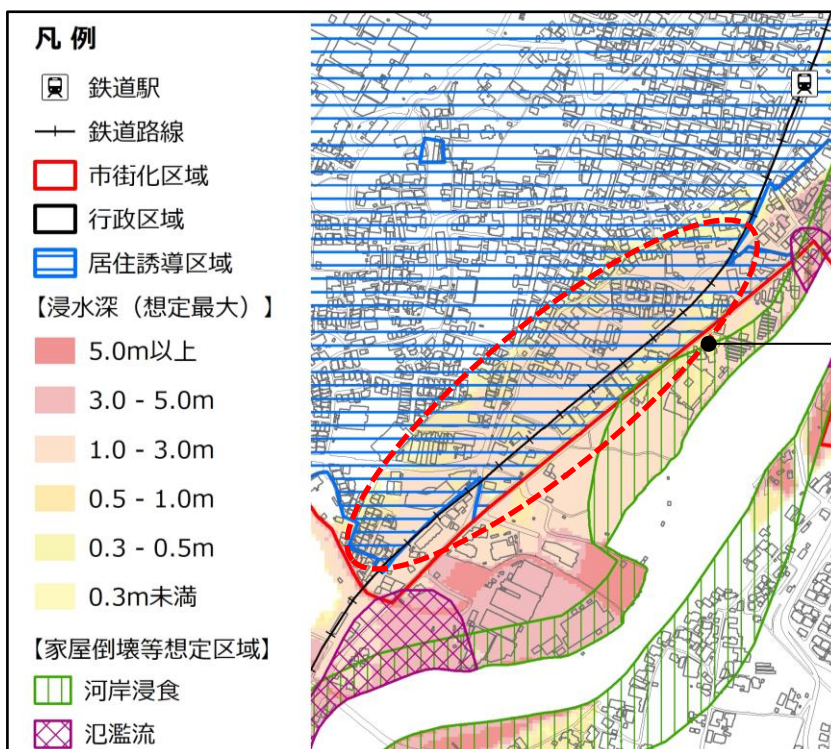 凡 例
鉄道駅
鉄道路線
市街化区域
行政区域
居住誘導区域
【浸水深（想定最大）】
5.0m以上
3.0 - 5.0m
1.0 - 3.0m
0.5 - 1.0m
0.3 - 0.5m
0.3m未満
【家屋倒壊等想定区域】
河岸浸食
氾濫流